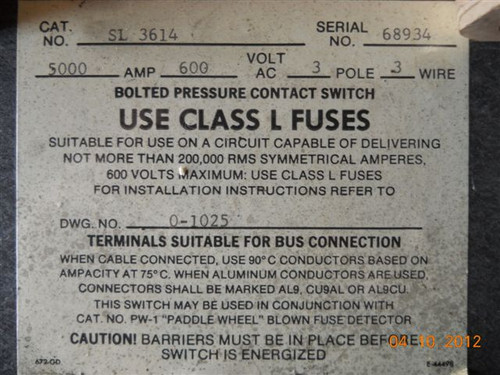 CAT. NO. SL 3614 SERIAL NO. 68934
5000 AMP 600 VOLT AC 3 POLE 3 WIRE
BOLTED PRESSURE CONTACT SWITCH
USE CLASS L FUSES
SUITABLE FOR USE ON A CIRCUIT CAPABLE OF DELIVERING
NOT MORE THAN 200,000 RMS SYMMETRICAL AMPERES,
600 VOLTS MAXIMUM: USE CLASS L FUSES
FOR INSTALLATION INSTRUCTIONS REFER TO
DWG. NO. 0-1025
TERMINALS SUITABLE FOR BUS CONNECTION
WHEN CABLE CONNECTED, USE 90°C CONDUCTORS BASED ON
AMPACITY AT 75°C. WHEN ALUMINUM CONDUCTORS ARE USED,
CONNECTORS SHALL BE MARKED AL9, CU9AL OR AL9CU.
THIS SWITCH MAY BE USED IN CONJUNCTION WITH
CAT. NO. PW-1 "PADDLE WHEEL" BLOWN FUSE DETECTOR
CAUTION! BARRIERS MUST BE IN PLACE BEFORE
SWITCH IS ENERGIZED
04 10 2012